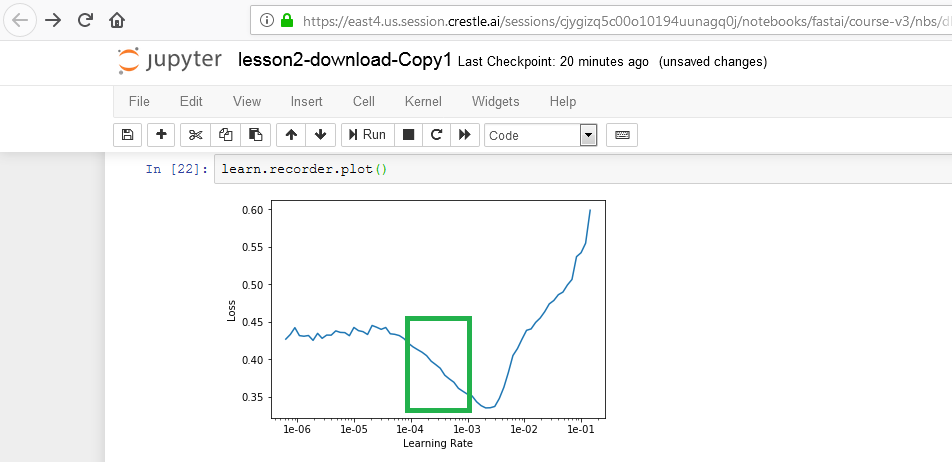 https://east4.us.session.crestle.ai/sessions/cjygizq5c00o10194uunagq0j/notebooks/fastai/course-v3/nbs/dl
jupyter lesson2-download-Copy1 Last Checkpoint: 20 minutes ago (unsaved changes)
File Edit View Insert Cell Kernel Widgets Help
Run Code
In [22]: learn.recorder.plot()
0.60
0.55
0.50
0.45
0.40
0.35
Loss
1e-06 1e-05 1e-04 1e-03 1e-02 1e-01
Learning Rate